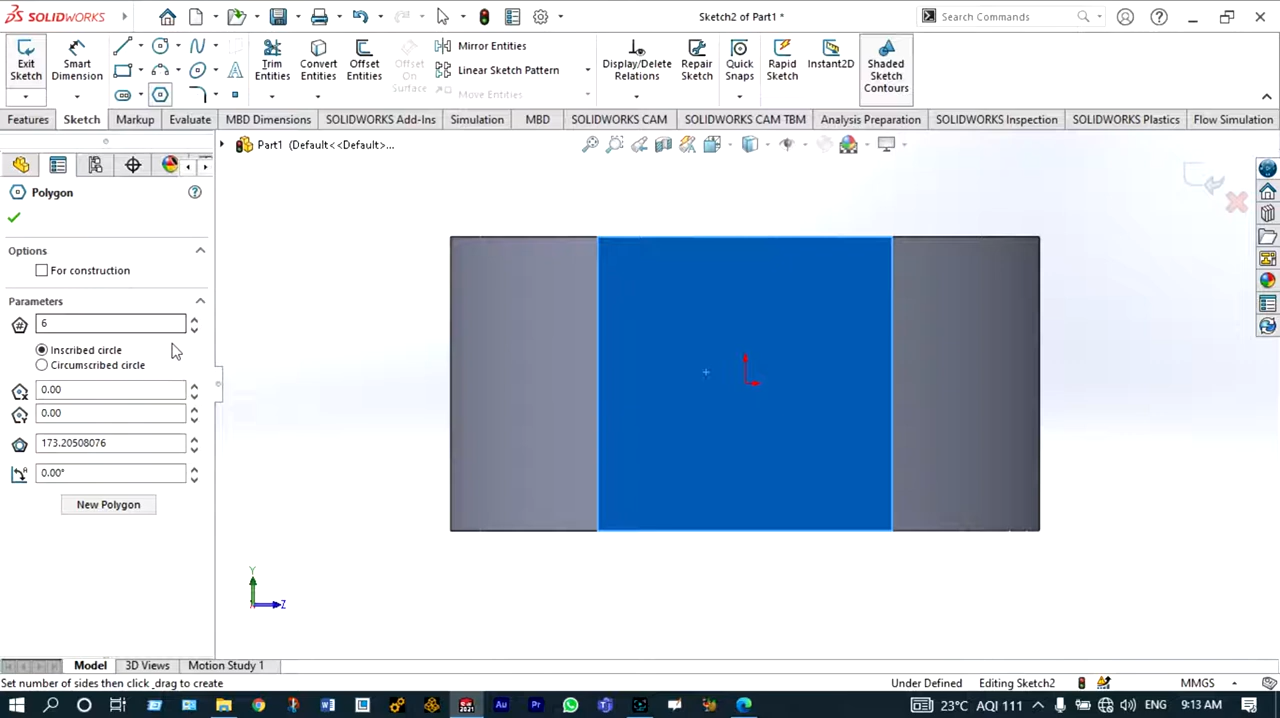 SOLIDWORKS
Sketch2 of Part1 *
Search Commands
Exit Sketch
Smart Dimension
Trim Entities
Convert Entities
Offset Entities
Offset On Surface
Mirror Entities
Linear Sketch Pattern
Move Entities
Display/Delete Relations
Repair Sketch
Quick Snaps
Rapid Sketch
Instant2D
Shaded Sketch Contours
Features
Sketch
Markup
Evaluate
MBD Dimensions
SOLIDWORKS Add-Ins
Simulation
MBD
SOLIDWORKS CAM
SOLIDWORKS CAM TBM
Analysis Preparation
SOLIDWORKS Inspection
SOLIDWORKS Plastics
Flow Simulation
Part1 (Default<<Default>...
Polygon
Options
For construction
Parameters
6
Inscribed circle
Circumscribed circle
0.00
0.00
173.20508076
0.00°
New Polygon
Y
Z
Model
3D Views
Motion Study 1
Set number of sides then click _drag to create
Under Defined
Editing Sketch2
MMGS
23°C AQI 111
ENG
9:13 AM